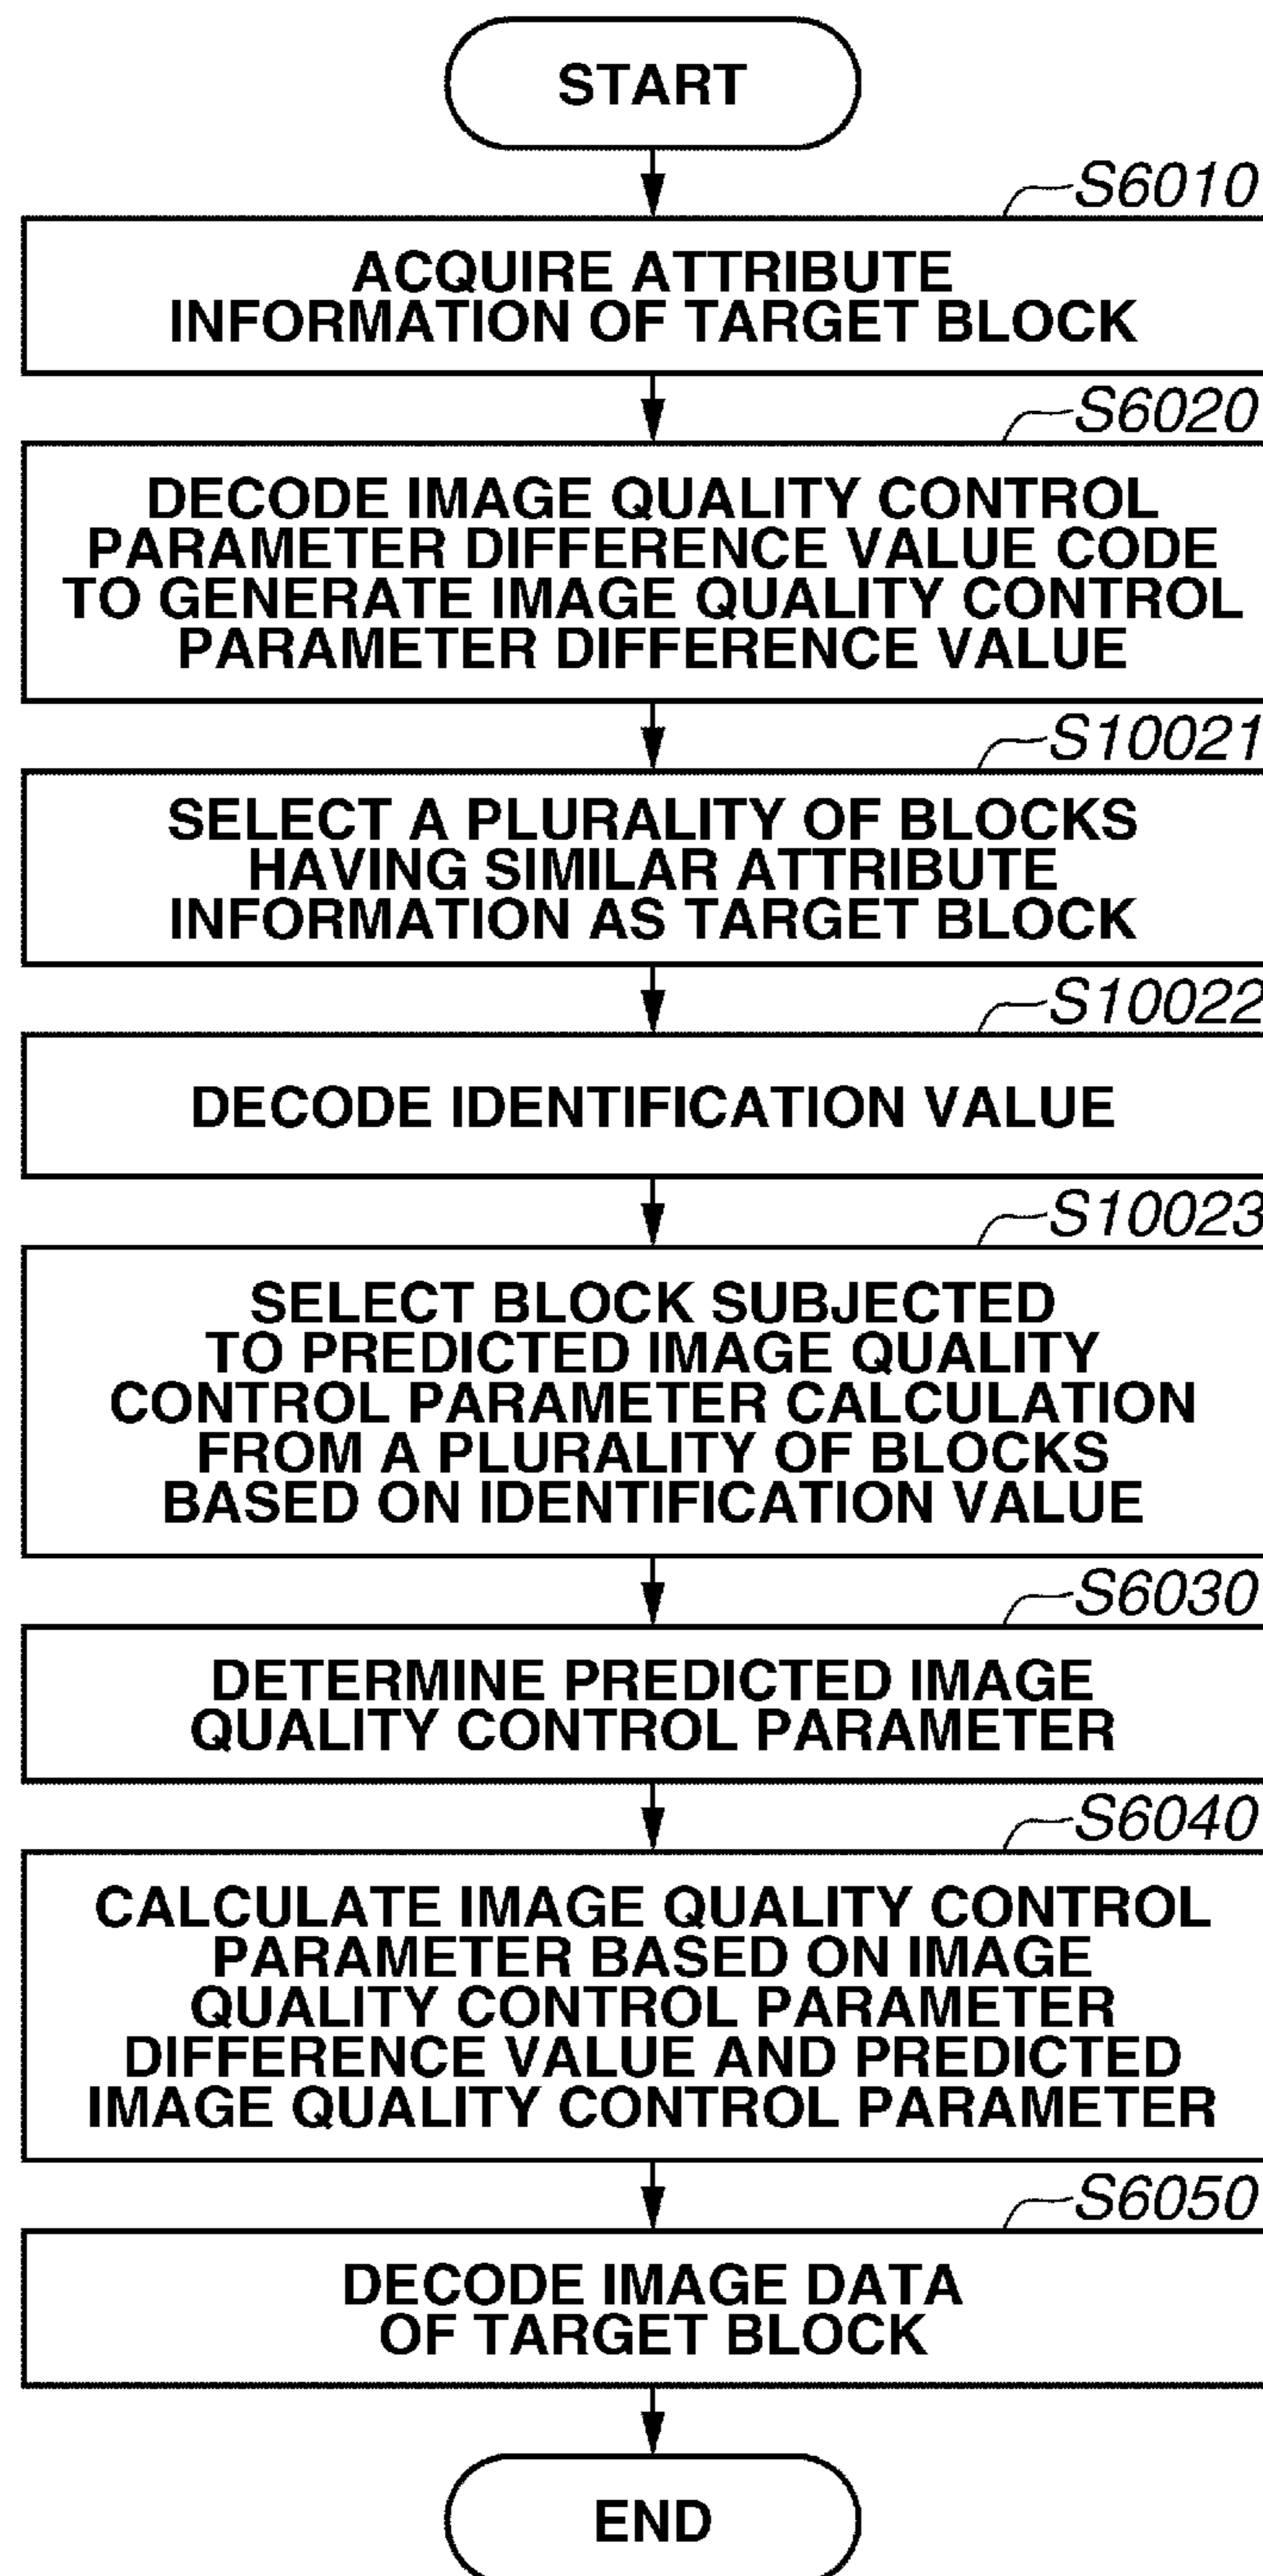 START
S6010
ACQUIRE ATTRIBUTE
INFORMATION OF TARGET BLOCK
S6020
DECODE IMAGE QUALITY CONTROL
PARAMETER DIFFERENCE VALUE CODE
TO GENERATE IMAGE QUALITY CONTROL
PARAMETER DIFFERENCE VALUE
S10021
SELECT A PLURALITY OF BLOCKS
HAVING SIMILAR ATTRIBUTE
INFORMATION AS TARGET BLOCK
S10022
DECODE IDENTIFICATION VALUE
S10023
SELECT BLOCK SUBJECTED
TO PREDICTED IMAGE QUALITY
CONTROL PARAMETER CALCULATION
FROM A PLURALITY OF BLOCKS
BASED ON IDENTIFICATION VALUE
S6030
DETERMINE PREDICTED IMAGE
QUALITY CONTROL PARAMETER
S6040
CALCULATE IMAGE QUALITY CONTROL
PARAMETER BASED ON IMAGE
QUALITY CONTROL PARAMETER
DIFFERENCE VALUE AND PREDICTED
IMAGE QUALITY CONTROL PARAMETER
S6050
DECODE IMAGE DATA
OF TARGET BLOCK
END